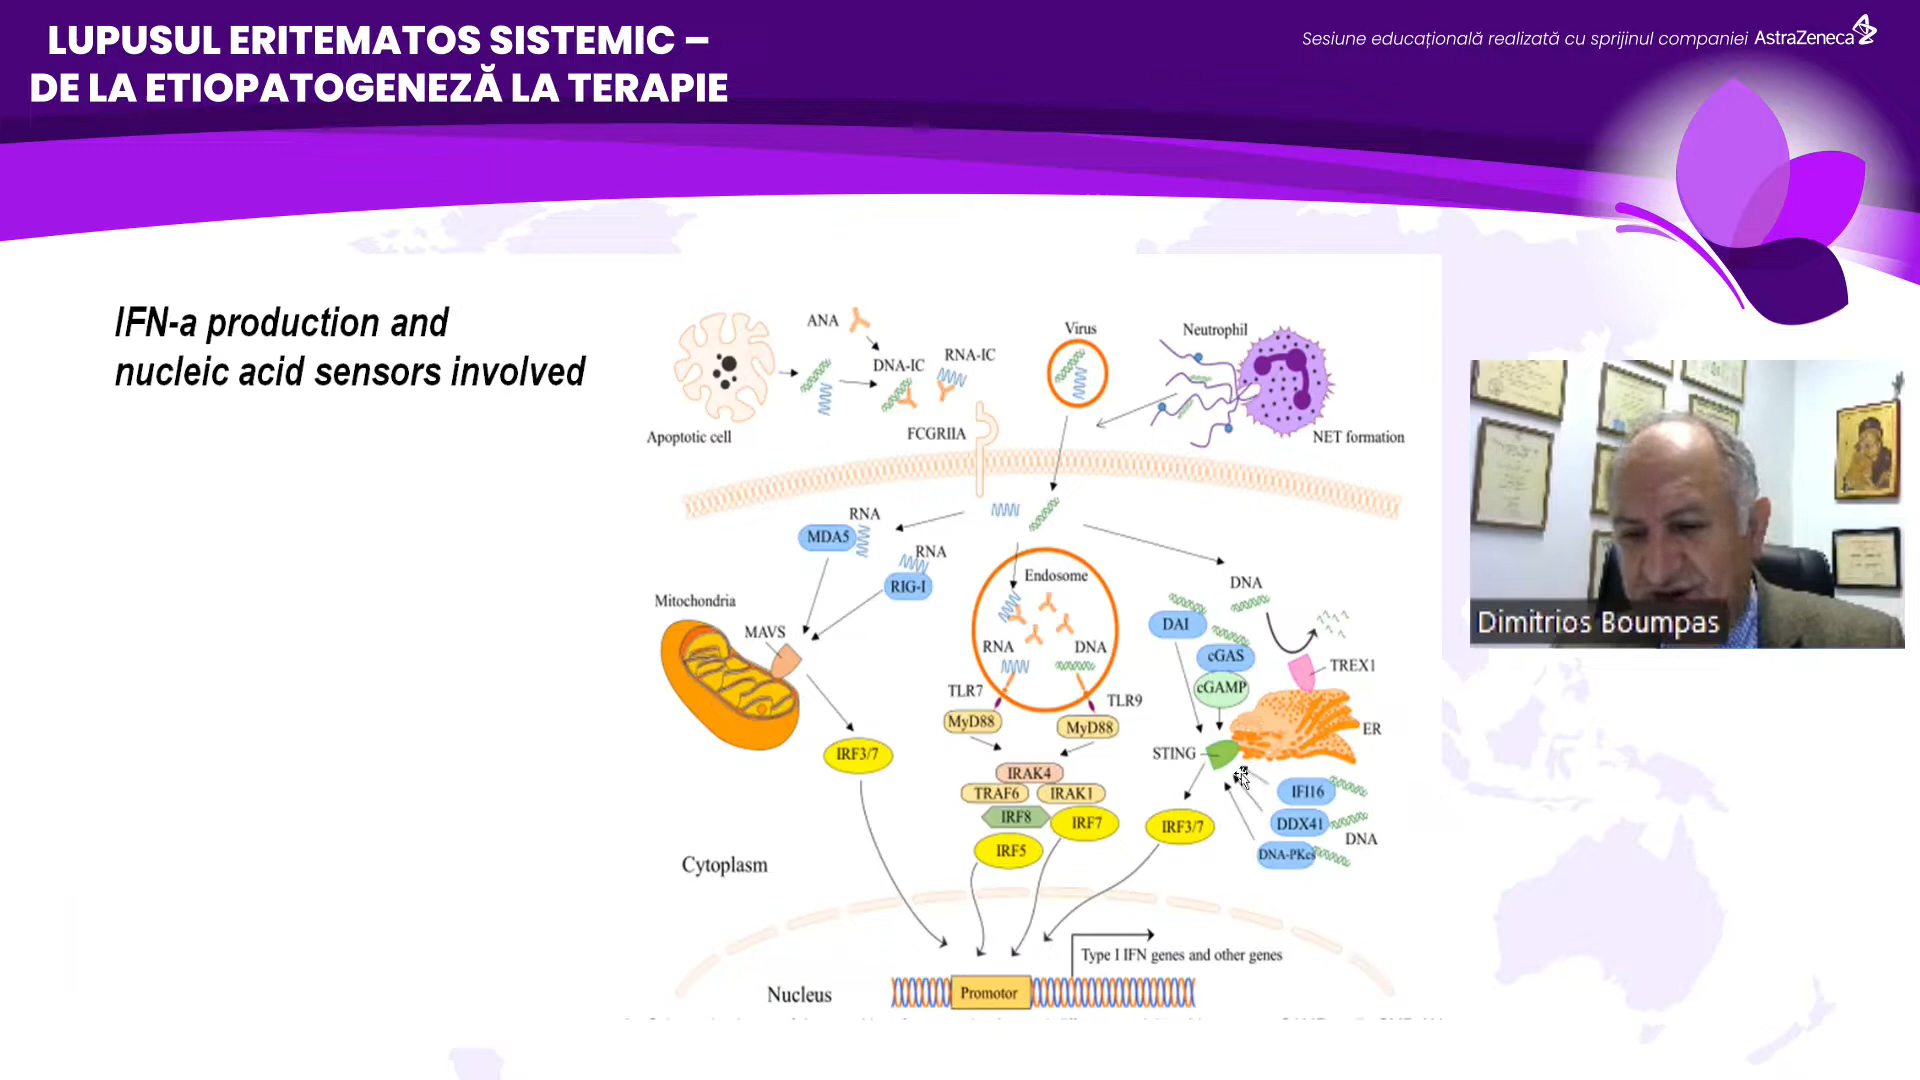 LUPUSUL ERITEMATOS SISTEMIC –
DE LA ETIOPATOGENEZĂ LA TERAPIE
Sesiune educațională realizată cu sprijinul companiei AstraZeneca
IFN-a production and
nucleic acid sensors involved
ANA
DNA-IC
RNA-IC
Virus
Neutrophil
Apoptotic cell
FCGRIIA
NET formation
RNA
MDA5
RNA
RIG-I
Mitochondria
MAVS
IRF3/7
Endosome
RNA
DNA
TLR7
TLR9
MyD88
MyD88
IRAK4
TRAF6
IRAK1
IRF8
IRF7
IRF5
DNA
DAI
cGAS
cGAMP
TREX1
ER
STING
IRF3/7
IFI16
DDX41
DNA
DNA-PKcs
Cytoplasm
Type I IFN genes and other genes
Nucleus
Promotor
Dimitrios Boumpas